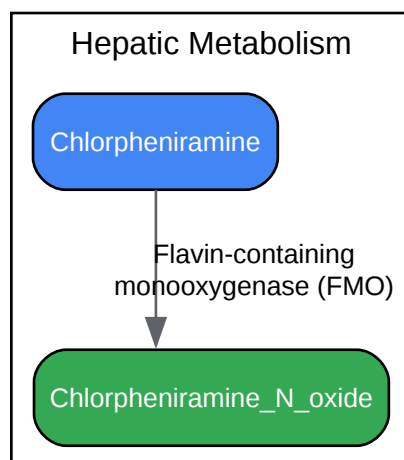 Hepatic Metabolism
Chlorpheniramine
Flavin-containing
monooxygenase (FMO)
Chlorpheniramine_N_oxide